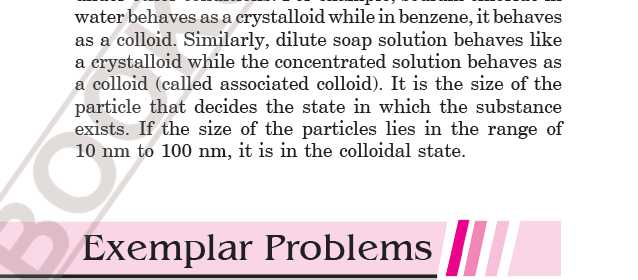 water behaves as a crystalloid while in benzene, it behaves
as a colloid. Similarly, dilute soap solution behaves like
a crystalloid while the concentrated solution behaves as
a colloid (called associated colloid). It is the size of the
particle that decides the state in which the substance
exists. If the size of the particles lies in the range of
10 nm to 100 nm, it is in the colloidal state.
BOOK
Exemplar Problems